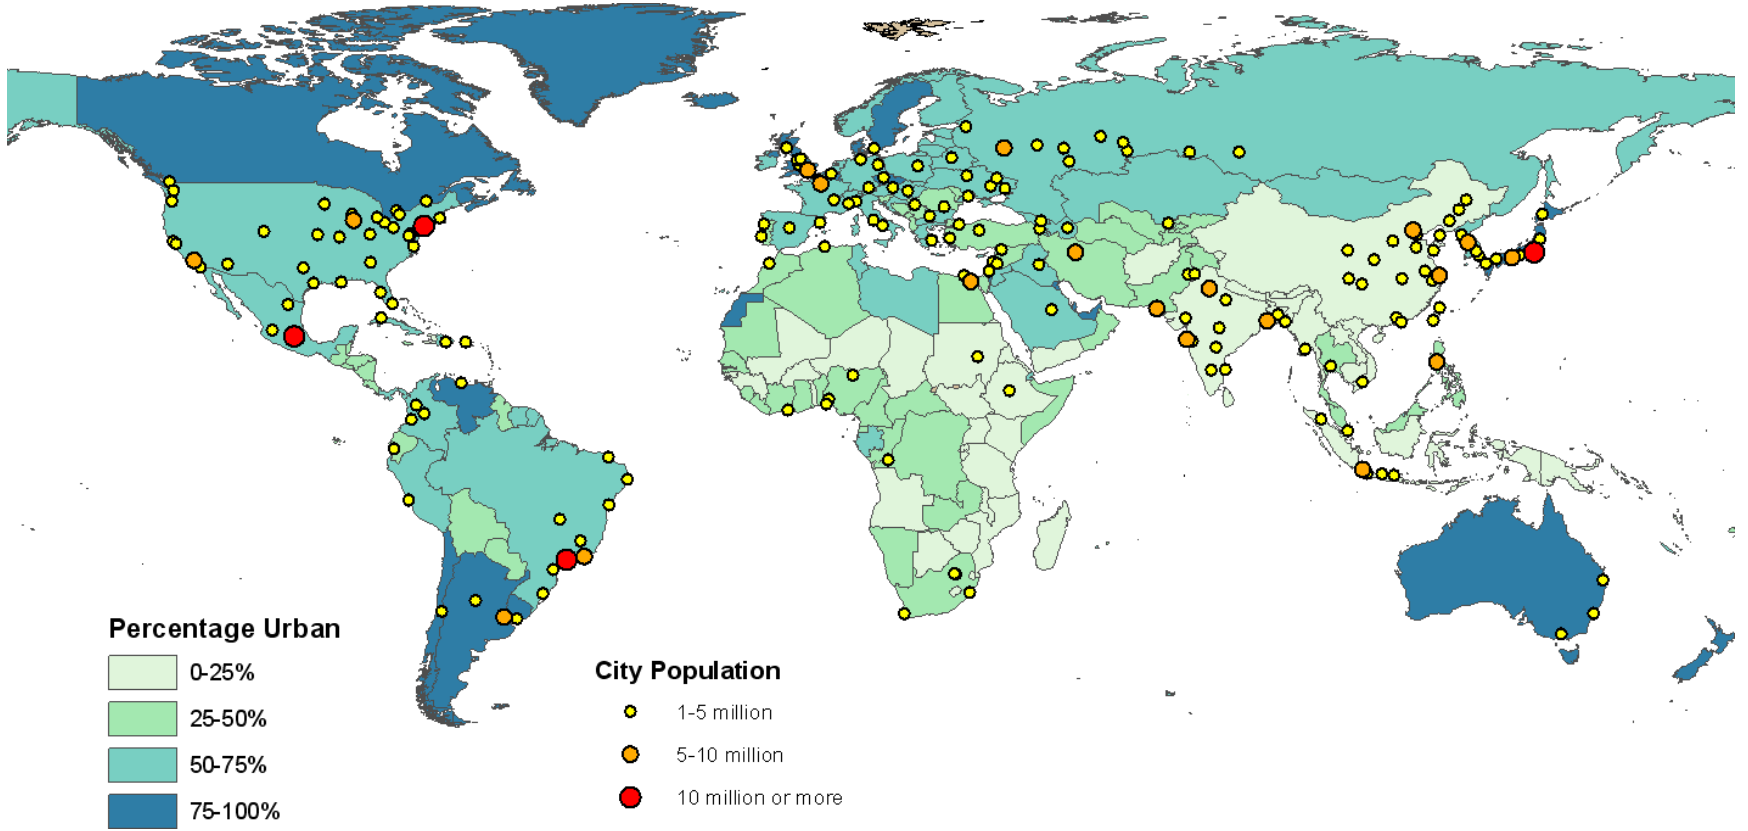 Percentage Urban
0-25%
25-50%
50-75%
75-100%
City Population
1-5 million
5-10 million
10 million or more